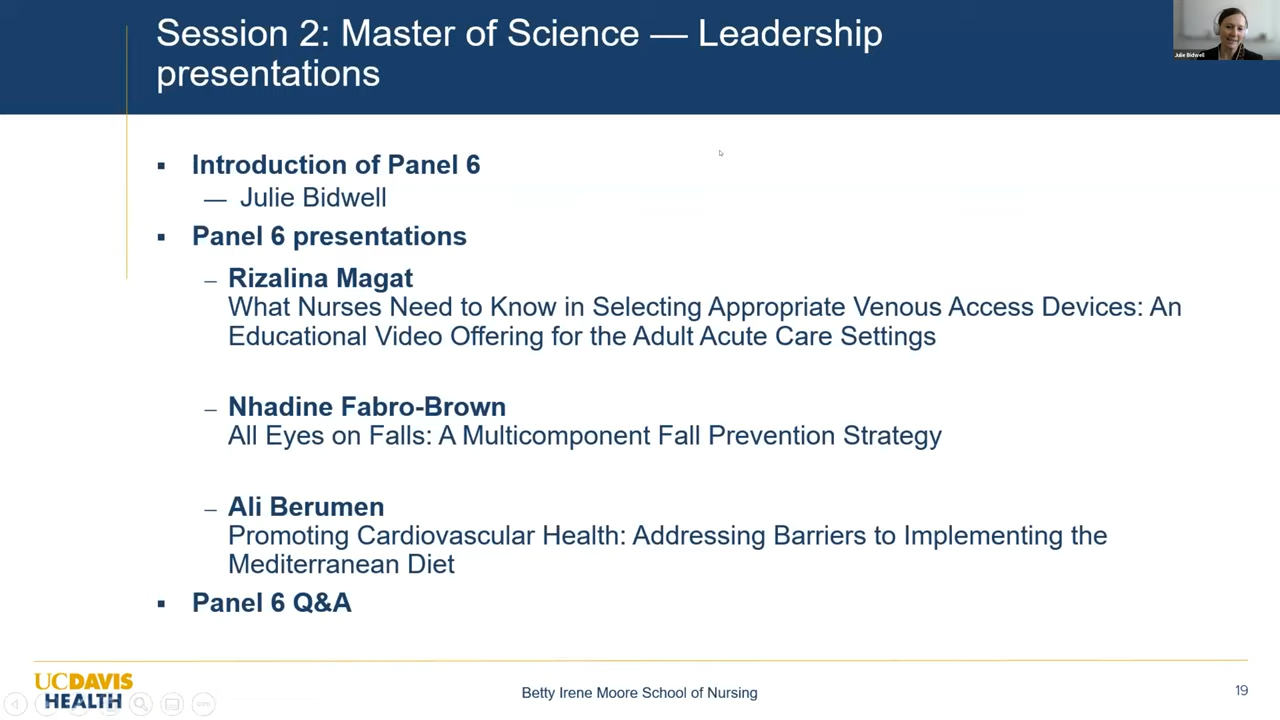 Session 2: Master of Science — Leadership
presentations
Julie Bidwell
▪ Introduction of Panel 6
— Julie Bidwell
▪ Panel 6 presentations
– Rizalina Magat
What Nurses Need to Know in Selecting Appropriate Venous Access Devices: An
Educational Video Offering for the Adult Acute Care Settings
– Nhadine Fabro-Brown
All Eyes on Falls: A Multicomponent Fall Prevention Strategy
– Ali Berumen
Promoting Cardiovascular Health: Addressing Barriers to Implementing the
Mediterranean Diet
▪ Panel 6 Q&A
UCDAVIS
HEALTH
Betty Irene Moore School of Nursing
19